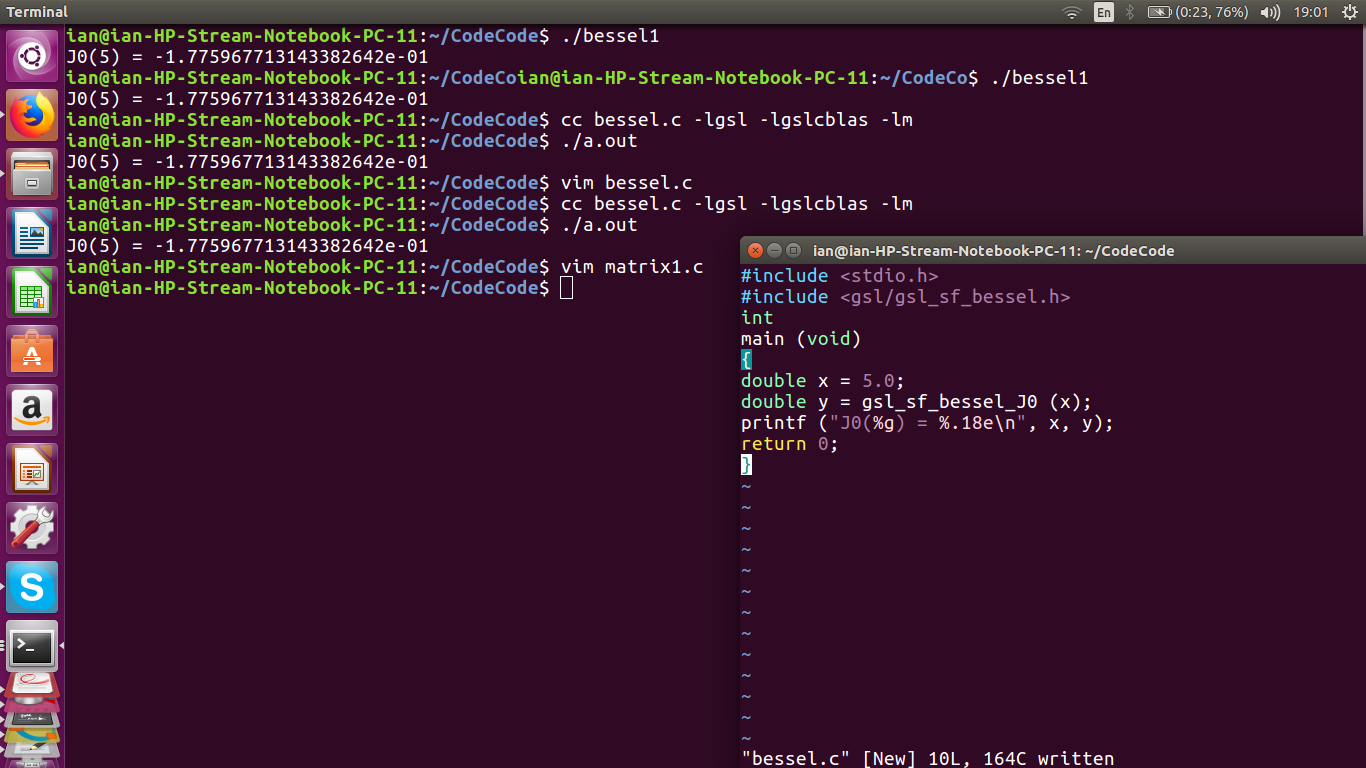 Terminal
En
(0:23, 76%)
19:01
ian@ian-HP-Stream-Notebook-PC-11:~/CodeCode$ ./bessel1
J0(5) = -1.775967713143382642e-01
ian@ian-HP-Stream-Notebook-PC-11:~/CodeCoian@ian-HP-Stream-Notebook-PC-11:~/CodeCo$ ./bessel1
J0(5) = -1.775967713143382642e-01
ian@ian-HP-Stream-Notebook-PC-11:~/CodeCode$ cc bessel.c -lgsl -lgslcblas -lm
ian@ian-HP-Stream-Notebook-PC-11:~/CodeCode$ ./a.out
J0(5) = -1.775967713143382642e-01
ian@ian-HP-Stream-Notebook-PC-11:~/CodeCode$ vim bessel.c
ian@ian-HP-Stream-Notebook-PC-11:~/CodeCode$ cc bessel.c -lgsl -lgslcblas -lm
ian@ian-HP-Stream-Notebook-PC-11:~/CodeCode$ ./a.out
J0(5) = -1.775967713143382642e-01
ian@ian-HP-Stream-Notebook-PC-11:~/CodeCode$ vim matrix1.c
ian@ian-HP-Stream-Notebook-PC-11:~/CodeCode$
ian@ian-HP-Stream-Notebook-PC-11: ~/CodeCode
#include <stdio.h>
#include <gsl/gsl_sf_bessel.h>
int
main (void)
{
double x = 5.0;
double y = gsl_sf_bessel_J0 (x);
printf ("J0(%g) = %.18e\n", x, y);
return 0;
}
~
~
~
~
~
~
~
~
~
~
~
~
~
"bessel.c" [New] 10L, 164C written